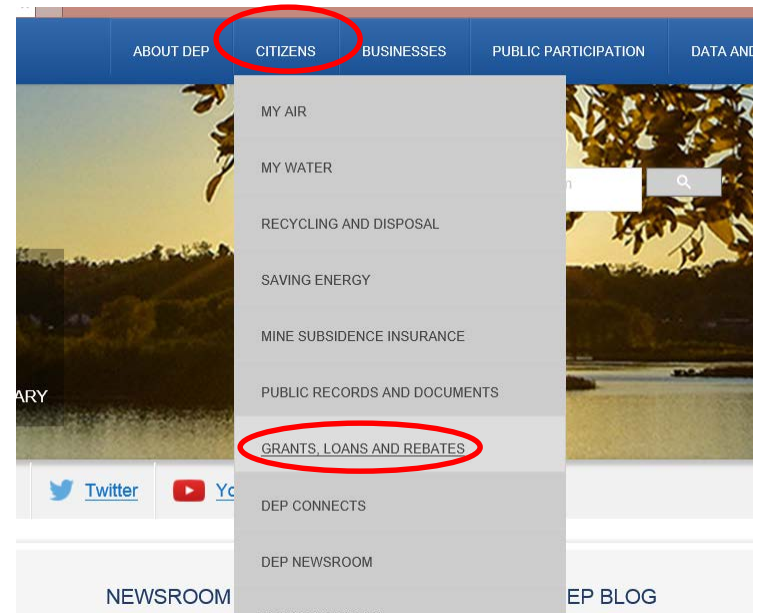 ABOUT DEP CITIZENS BUSINESSES PUBLIC PARTICIPATION DATA AND
MY AIR
MY WATER
RECYCLING AND DISPOSAL
SAVING ENERGY
MINE SUBSIDENCE INSURANCE
PUBLIC RECORDS AND DOCUMENTS
ARY
GRANTS, LOANS AND REBATES
Twitter Yo
DEP CONNECTS
DEP NEWSROOM
NEWSROOM EP BLOG